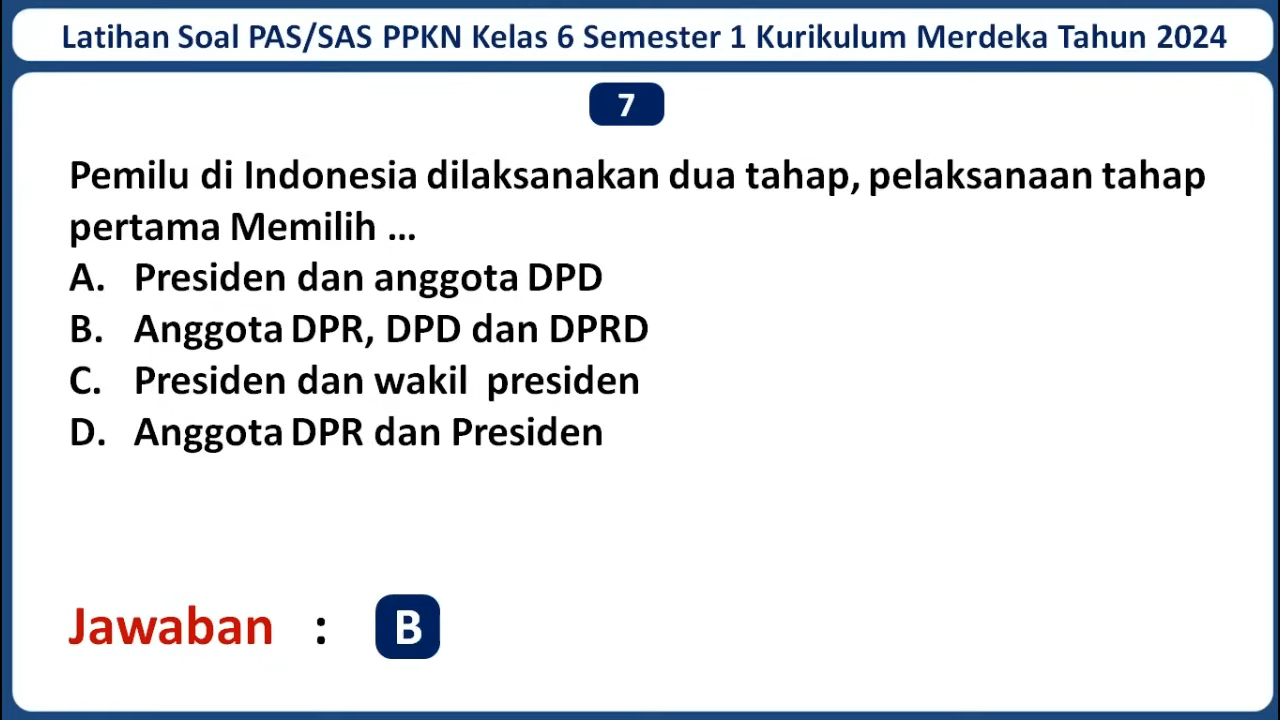 Latihan Soal PAS/SAS PPKN Kelas 6 Semester 1 Kurikulum Merdeka Tahun 2024
7
Pemilu di Indonesia dilaksanakan dua tahap, pelaksanaan tahap
pertama Memilih ...
A. Presiden dan anggota DPD
B. Anggota DPR, DPD dan DPRD
C. Presiden dan wakil presiden
D. Anggota DPR dan Presiden
Jawaban : B